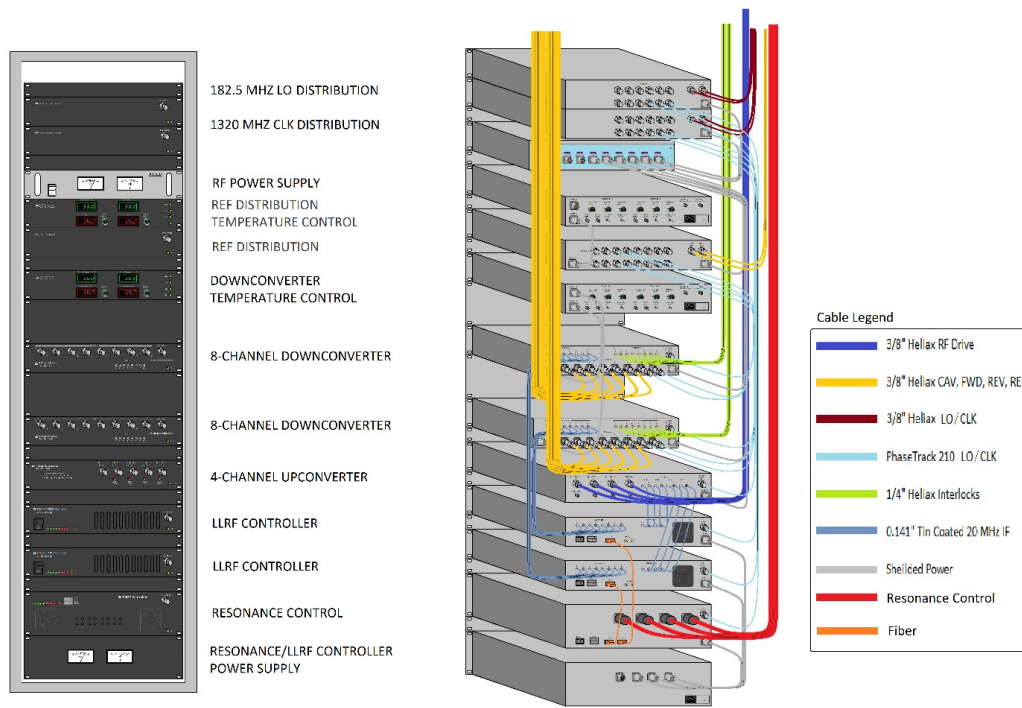 182.5 MHZ LO DISTRIBUTION
1320 MHZ CLK DISTRIBUTION
RF POWER SUPPLY
REF DISTRIBUTION
TEMPERATURE CONTROL
REF DISTRIBUTION
DOWNCONVERTER
TEMPERATURE CONTROL
8-CHANNEL DOWNCONVERTER
8-CHANNEL DOWNCONVERTER
4-CHANNEL UPCONVERTER
LLRF CONTROLLER
LLRF CONTROLLER
RESONANCE CONTROL
RESONANCE/LLRF CONTROLLER
POWER SUPPLY
Cable Legend
3/8" Heliax RF Drive
3/8" Heliax CAV, FWD, REV, RE
3/8" Heliax LO/CLK
PhaseTrack 210 LO/CLK
1/4" Heliax Interlocks
0.141" Tin Coated 20 MHz IF
Sheilded Power
Resonance Control
Fiber